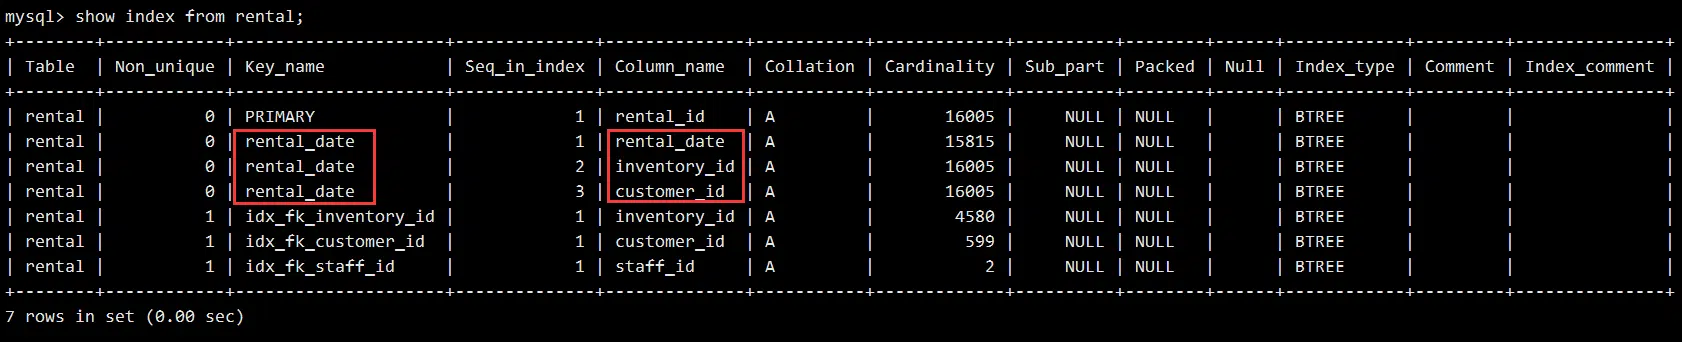 mysql> show index from rental;
+--------+------------+---------------------+--------------+--------------+-----------+-------------+----------+--------+------+------------+---------+---------------+
| Table  | Non_unique | Key_name            | Seq_in_index | Column_name  | Collation | Cardinality | Sub_part | Packed | Null | Index_type | Comment | Index_comment |
+--------+------------+---------------------+--------------+--------------+-----------+-------------+----------+--------+------+------------+---------+---------------+
| rental |          0 | PRIMARY             |            1 | rental_id    | A         |       16005 |     NULL | NULL   |      | BTREE      |         |               |
| rental |          0 | rental_date         |            1 | rental_date  | A         |       15815 |     NULL | NULL   |      | BTREE      |         |               |
| rental |          0 | rental_date         |            2 | inventory_id | A         |       16005 |     NULL | NULL   |      | BTREE      |         |               |
| rental |          0 | rental_date         |            3 | customer_id  | A         |       16005 |     NULL | NULL   |      | BTREE      |         |               |
| rental |          1 | idx_fk_inventory_id |            1 | inventory_id | A         |        4580 |     NULL | NULL   |      | BTREE      |         |               |
| rental |          1 | idx_fk_customer_id  |            1 | customer_id  | A         |         599 |     NULL | NULL   |      | BTREE      |         |               |
| rental |          1 | idx_fk_staff_id     |            1 | staff_id     | A         |           2 |     NULL | NULL   |      | BTREE      |         |               |
+--------+------------+---------------------+--------------+--------------+-----------+-------------+----------+--------+------+------------+---------+---------------+
7 rows in set (0.00 sec)